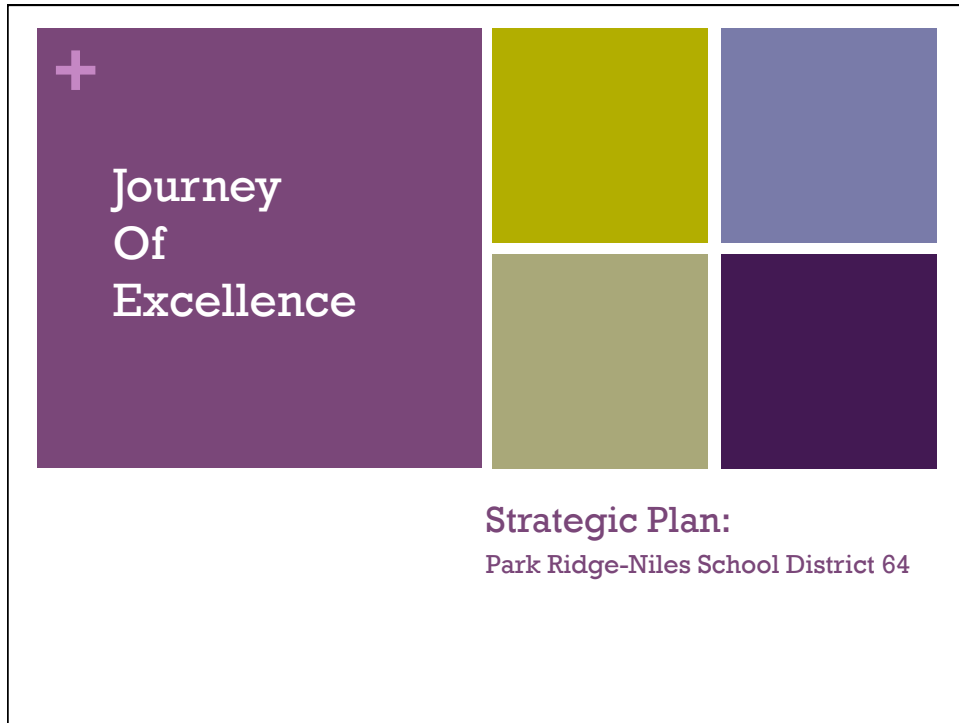 +
Journey
Of
Excellence
Strategic Plan:
Park Ridge-Niles School District 64